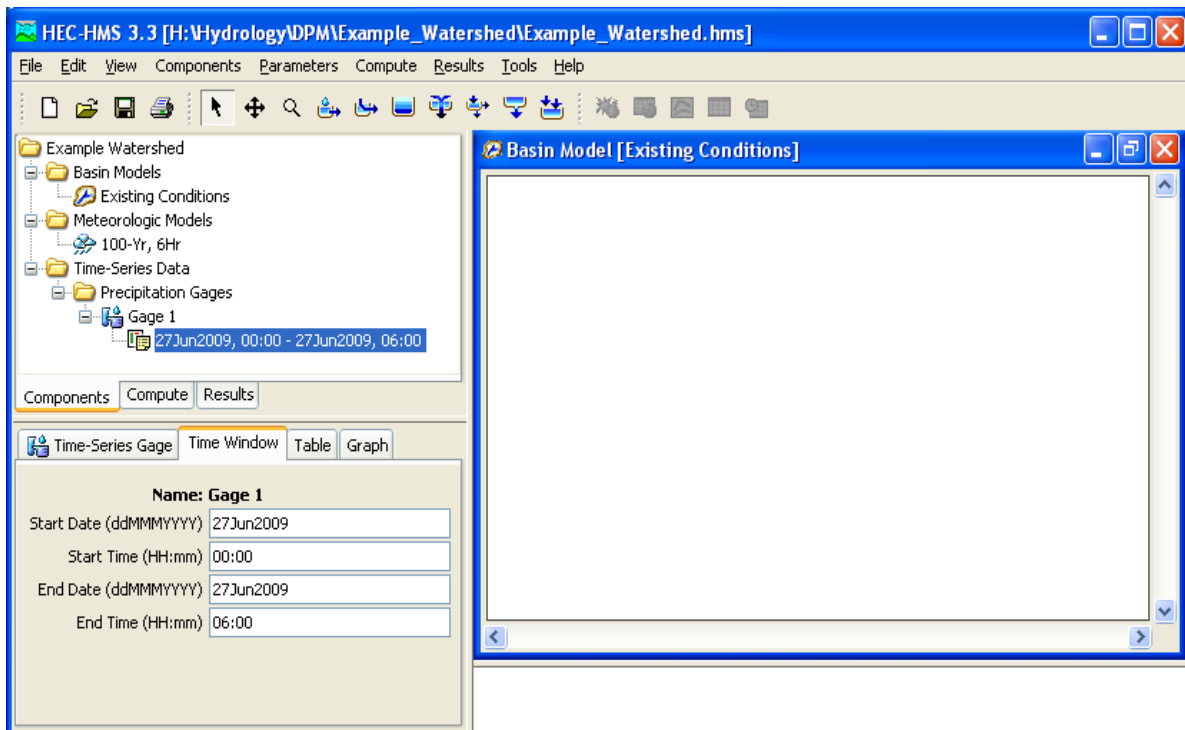 HEC-HMS 3.3 [H:\Hydrology\DPM\Example_Watershed\Example_Watershed.hms]
File Edit View Components Parameters Compute Results Tools Help
Example Watershed
Basin Models
Existing Conditions
Meteorologic Models
100-Yr, 6Hr
Time-Series Data
Precipitation Gages
Gage 1
27Jun2009, 00:00 - 27Jun2009, 06:00
Components Compute Results
Time-Series Gage Time Window Table Graph
Name: Gage 1
Start Date (ddMMMYYYY) 27Jun2009
Start Time (HH:mm) 00:00
End Date (ddMMMYYYY) 27Jun2009
End Time (HH:mm) 06:00
Basin Model [Existing Conditions]